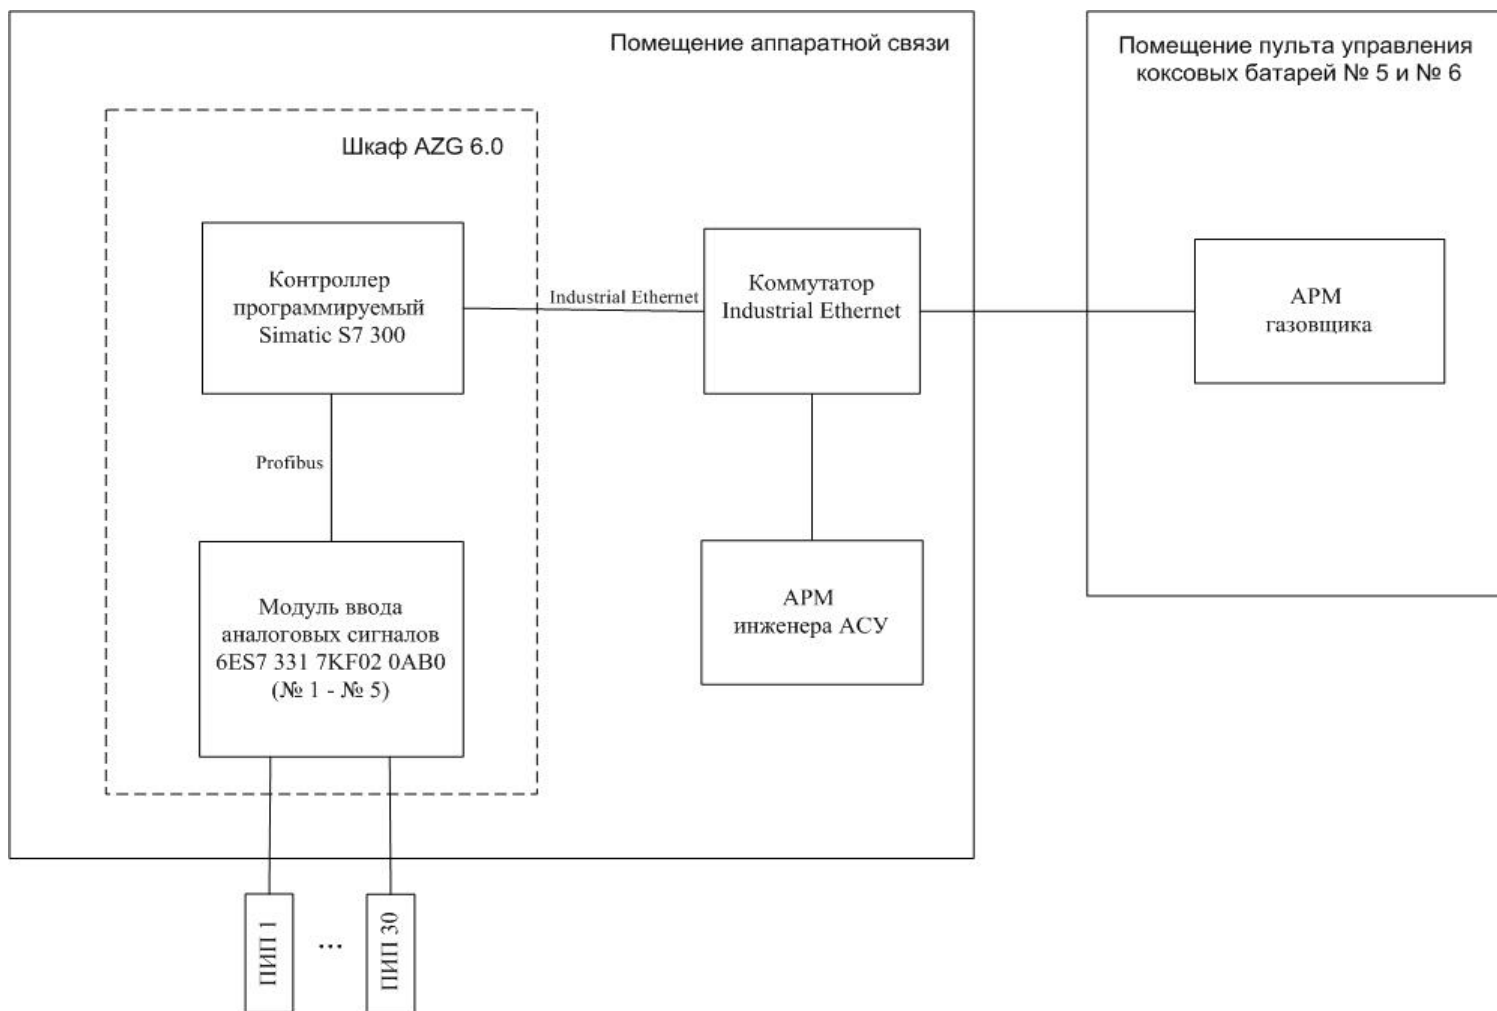 Помещение аппаратной связи
Помещение пульта управления
коксовых батарей № 5 и № 6
Шкаф AZG 6.0
Контроллер
программируемый
Simatic S7 300
Industrial Ethernet
Коммутатор
Industrial Ethernet
АРМ
газовщика
Profibus
Модуль ввода
аналоговых сигналов
6ES7 331 7KF02 0AB0
(№ 1 - № 5)
АРМ
инженера АСУ
ПИП 1
...
ПИП 30